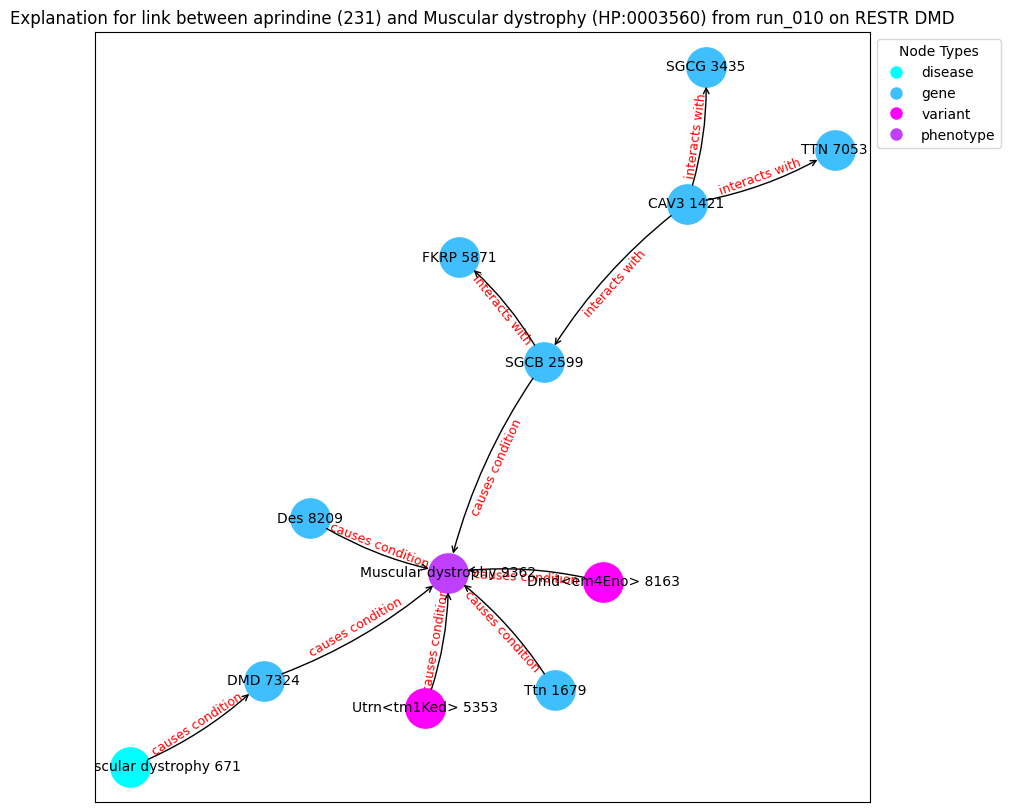 Explanation for link between aprindine (231) and Muscular dystrophy (HP:0003560) from run_010 on RESTR DMD
Node Types
disease
gene
variant
phenotype
SGCG 3435
interacts with
TTN 7053
interacts with
CAV3 1421
interacts with
FKRP 5871
interacts with
SGCB 2599
causes condition
Des 8209
causes condition
Muscular dystrophy 9362
causes condition
Dmd<em4Eno> 8163
causes condition
causes condition
causes condition
DMD 7324
Ttn 1679
Utrn<tm1Ked> 5353
causes condition
scular dystrophy 671